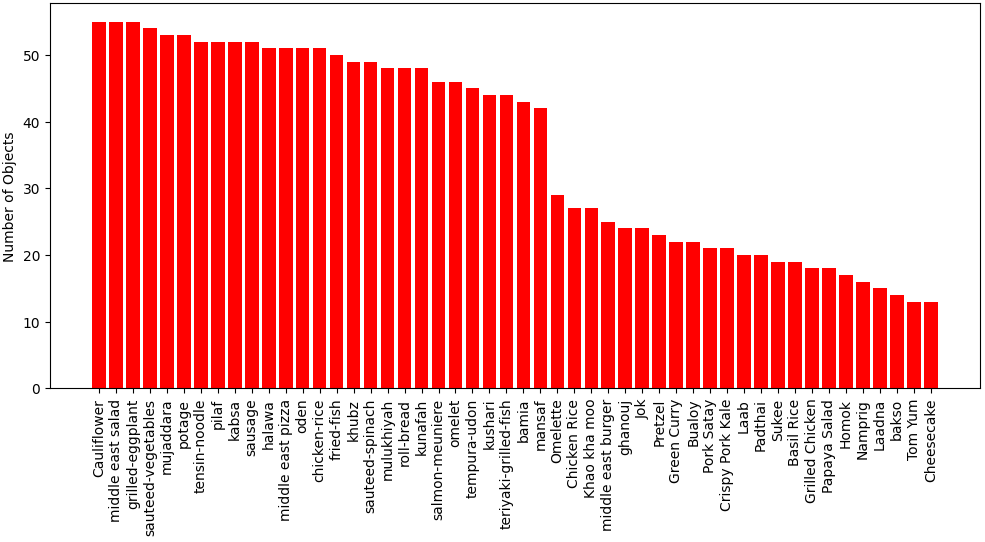 Number of Objects
50
40
30
20
10
0
Cauliflower
middle east salad
grilled-eggplant
sauteed-vegetables
mujaddara
potage
tensin-noodle
pilaf
kabsa
sausage
halawa
middle east pizza
oden
chicken-rice
fried-fish
khubz
sauteed-spinach
mulukhiyah
roll-bread
kunafah
salmon-meuniere
omelet
tempura-udon
kushari
teriyaki-grilled-fish
bamia
mansaf
Omelette
Chicken Rice
Khao kha moo
middle east burger
ghanouj
Jok
Pretzel
Green Curry
Bualoy
Pork Satay
Crispy Pork Kale
Laab
Padthai
Sukee
Basil Rice
Grilled Chicken
Papaya Salad
Homok
Namprig
Laadna
bakso
Tom Yum
Cheesecake